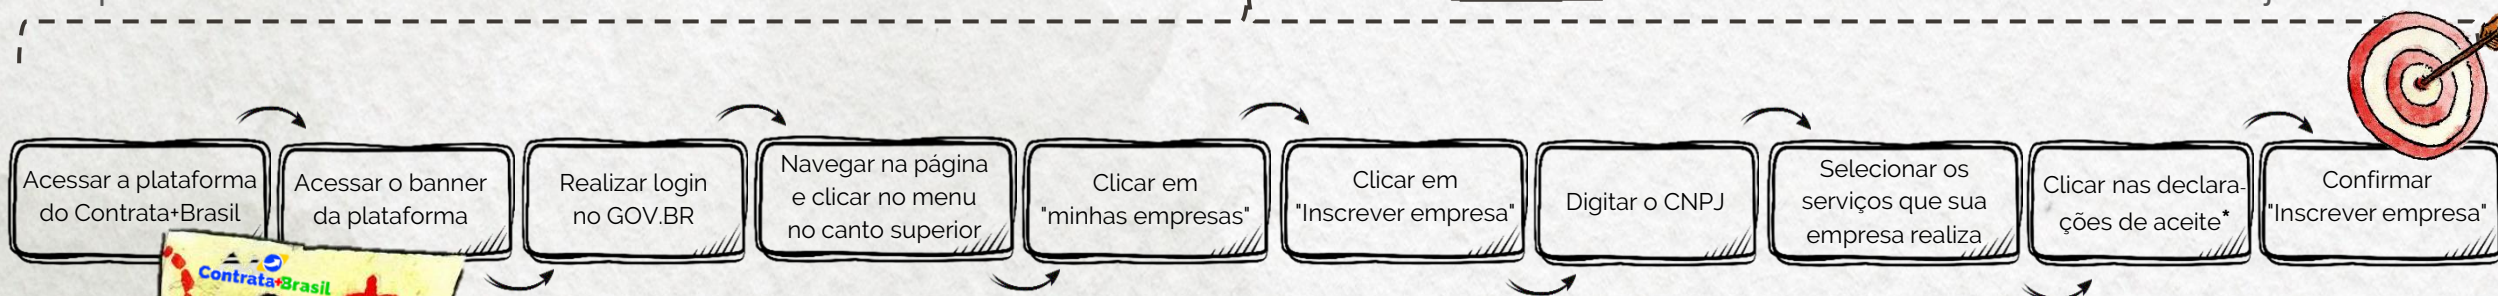 Acessar a plataforma
do Contrata+Brasil
Acessar o banner
da plataforma
Realizar login
no GOV.BR
Navegar na página
e clicar no menu
no canto superior
Clicar em
"minhas empresas"
Clicar em
"Inscrever empresa"
Digitar o CNPJ
Selecionar os
serviços que sua
empresa realiza
Clicar nas declara-
ções de aceite*
Confirmar
"Inscrever empresa"
Contrata+Brasil